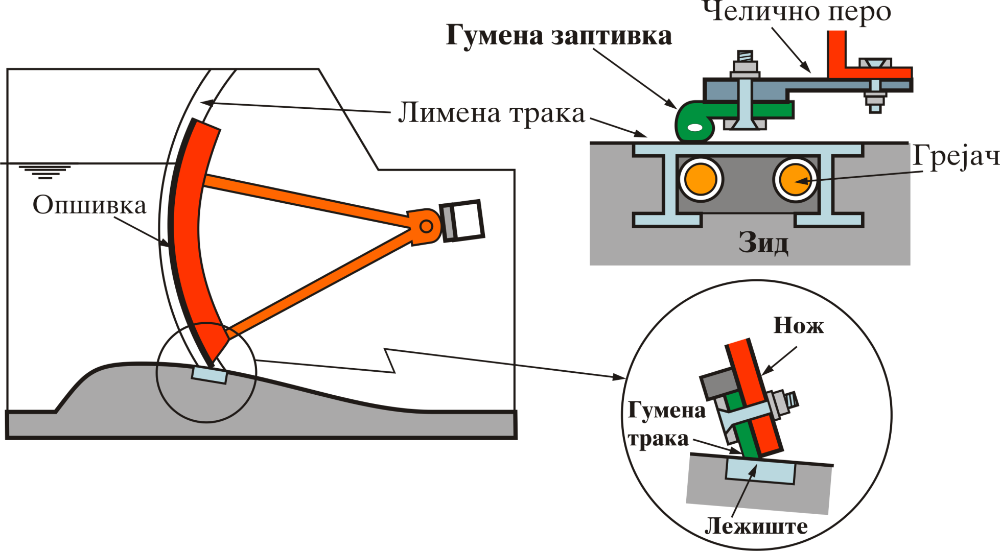 Челично перо
Гумена заптивка
Лимена трака
Грејач
Опшивка
Зид
Нож
Гумена
трака
Лежиште